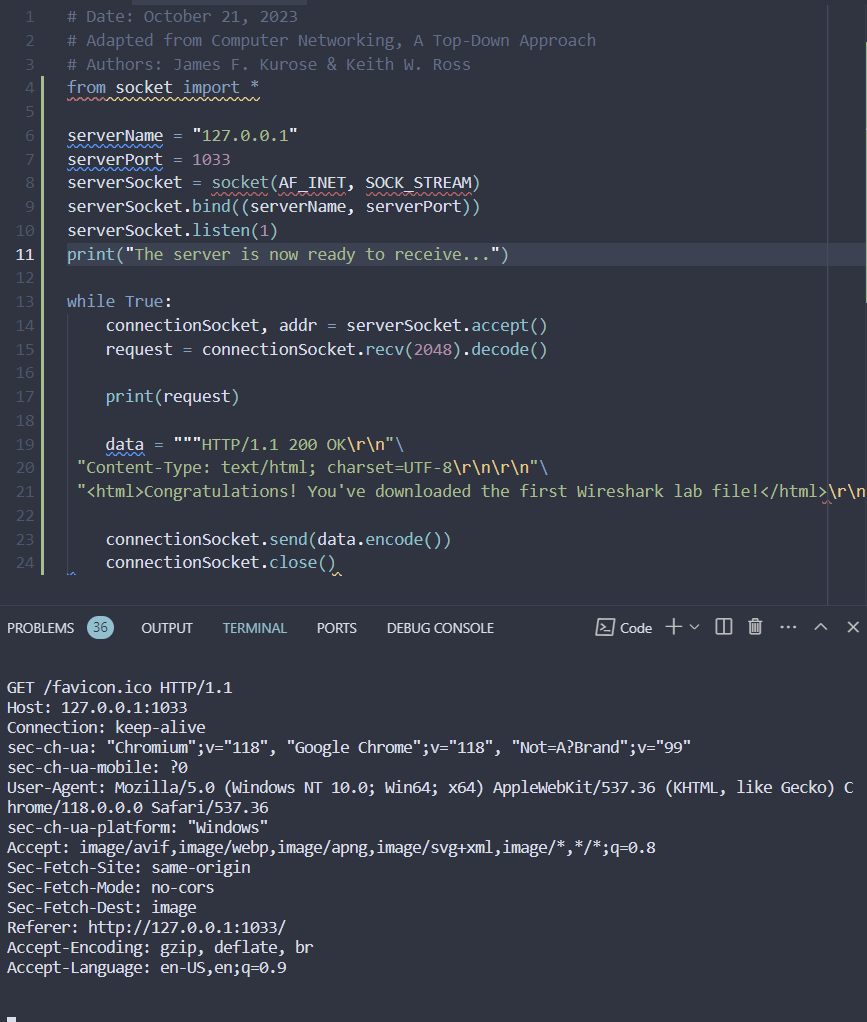 1 # Date: October 21, 2023
2 # Adapted from Computer Networking, A Top-Down Approach
3 # Authors: James F. Kurose & Keith W. Ross
4 from socket import *
5
6 serverName = "127.0.0.1"
7 serverPort = 1033
8 serverSocket = socket(AF_INET, SOCK_STREAM)
9 serverSocket.bind((serverName, serverPort))
10 serverSocket.listen(1)
11 print("The server is now ready to receive...")
12
13 while True:
14     connectionSocket, addr = serverSocket.accept()
15     request = connectionSocket.recv(2048).decode()
16
17     print(request)
18
19     data = """HTTP/1.1 200 OK\r\n"\
20  "Content-Type: text/html; charset=UTF-8\r\n\r\n"\
21  "<html>Congratulations! You've downloaded the first Wireshark lab file!</html>\r\n
22
23     connectionSocket.send(data.encode())
24     connectionSocket.close()
PROBLEMS 36 OUTPUT TERMINAL PORTS DEBUG CONSOLE Code
GET /favicon.ico HTTP/1.1
Host: 127.0.0.1:1033
Connection: keep-alive
sec-ch-ua: "Chromium";v="118", "Google Chrome";v="118", "Not=A?Brand";v="99"
sec-ch-ua-mobile: ?0
User-Agent: Mozilla/5.0 (Windows NT 10.0; Win64; x64) AppleWebKit/537.36 (KHTML, like Gecko) C
hrome/118.0.0.0 Safari/537.36
sec-ch-ua-platform: "Windows"
Accept: image/avif,image/webp,image/apng,image/svg+xml,image/*,*/*;q=0.8
Sec-Fetch-Site: same-origin
Sec-Fetch-Mode: no-cors
Sec-Fetch-Dest: image
Referer: http://127.0.0.1:1033/
Accept-Encoding: gzip, deflate, br
Accept-Language: en-US,en;q=0.9